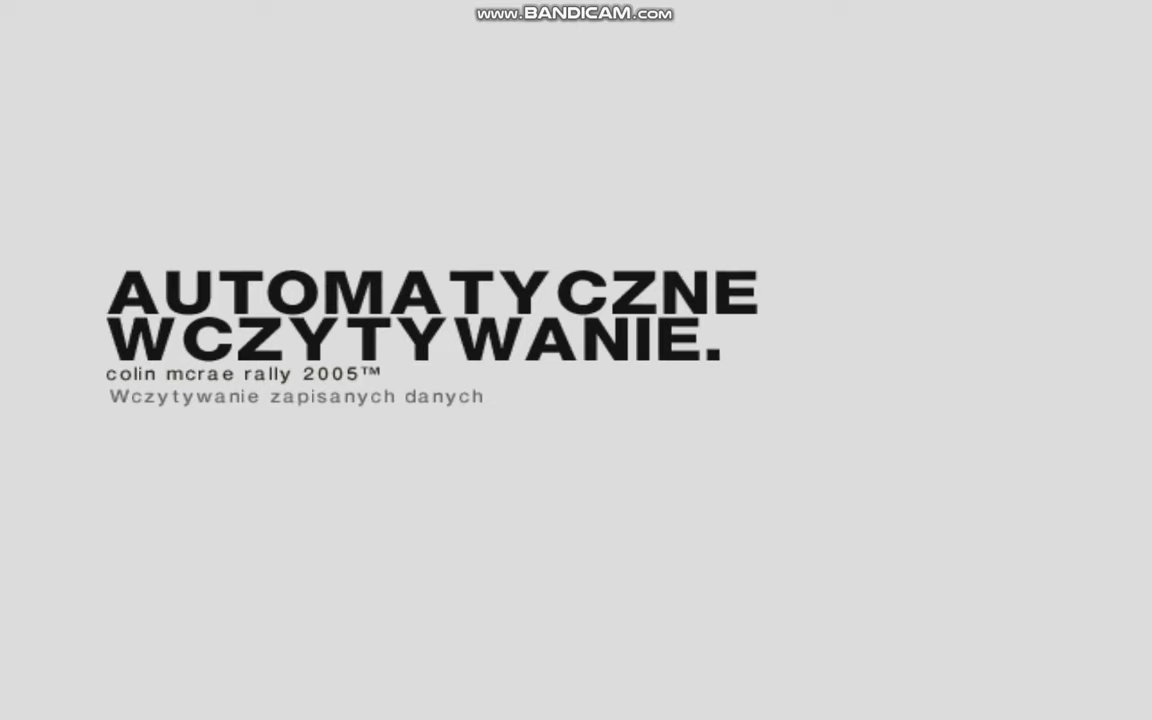 www.BANDICAM.com
AUTOMATYCZNE
WCZYTYWANIE.
colin mcrae rally 2005™
Wczytywanie zapisanych danych